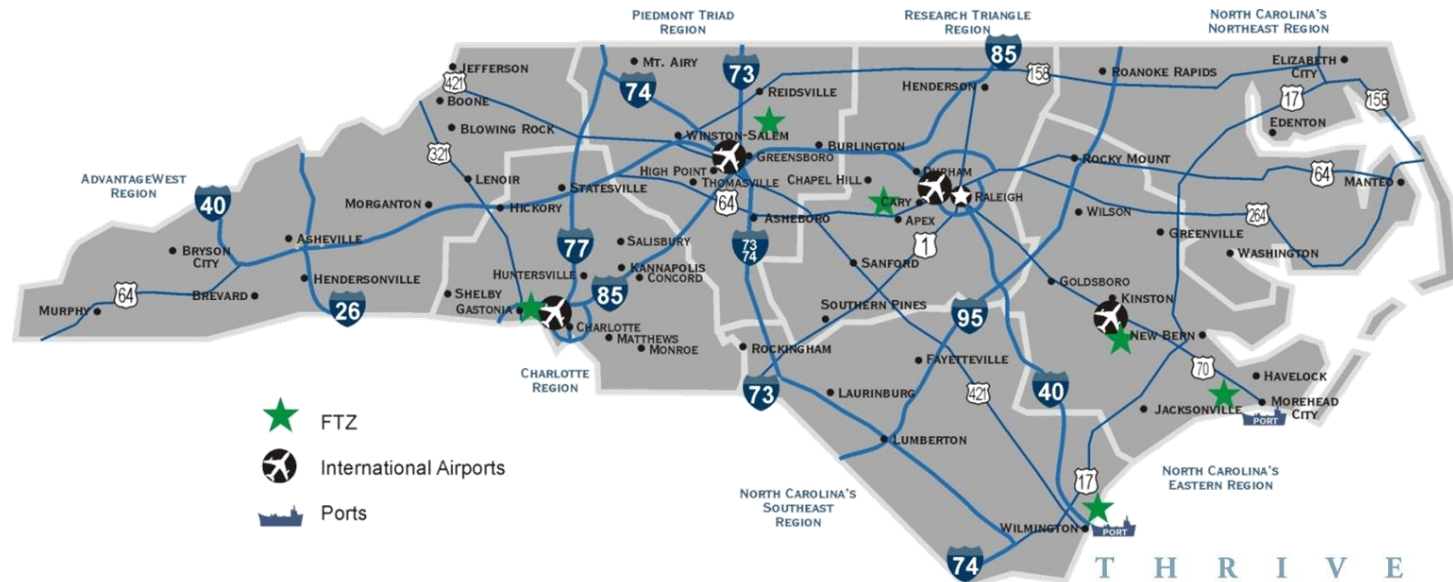 PIEDMONT TRIAD
REGION
RESEARCH TRIANGLE
REGION
NORTH CAROLINA'S
NORTHEAST REGION
JEFFERSON
421
BOONE
BLOWING ROCK
321
LENOIR
MT. AIRY
74
73
REIDSVILLE
WINSTON-SALEM
GREENSBORO
HIGH POINT
THOMASVILLE
64
BURLINGTON
CHAPEL HILL
DURHAM
CARY
RALEIGH
APEX
85
158
HENDERSON
ROANOKE RAPIDS
ELIZABETH
CITY
17
158
EDENTON
ROCKY MOUNT
64
MANTEO
WILSON
264
GREENVILLE
WASHINGTON
ADVANTAGEWEST
REGION
40
MORGANTON
HICKORY
STATESVILLE
ASHEVILLE
BRYSON
CITY
HENDERSONVILLE
BREVARD
64
MURPHY
26
77
SALISBURY
KANNAPOLIS
CONCORD
HUNTERSVILLE
85
SHELBY
GASTONIA
CHARLOTTE
MATTHEWS
MONROE
CHARLOTTE
REGION
ASHEBORO
73
74
SANFORD
1
SOUTHERN PINES
ROCKINGHAM
73
95
FAYETTEVILLE
LAURINBURG
421
LUMBERTON
40
GOLDSBORO
KINSTON
NEW BERN
70
HAVELOCK
MOREHEAD
CITY
PORT
JACKSONVILLE
17
WILMINGTON
PORT
74
NORTH CAROLINA'S
SOUTHEAST
REGION
NORTH CAROLINA'S
EASTERN REGION
FTZ
International Airports
Ports
THRIVE